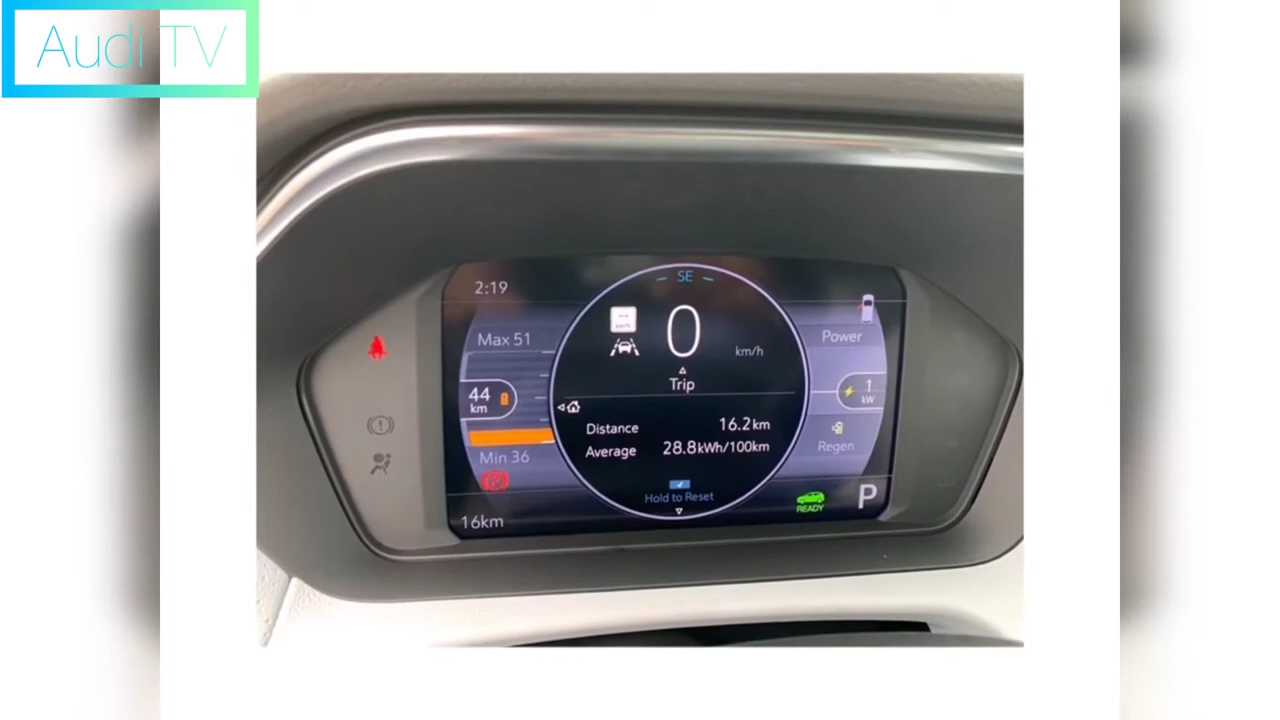 Audi TV
SE
2:19
Max 51
0
km/h
Power
Trip
44
km
1
kW
Distance 16.2km
Average 28.8kWh/100km
Regen
Min 36
Hold to Reset
READY
P
16km